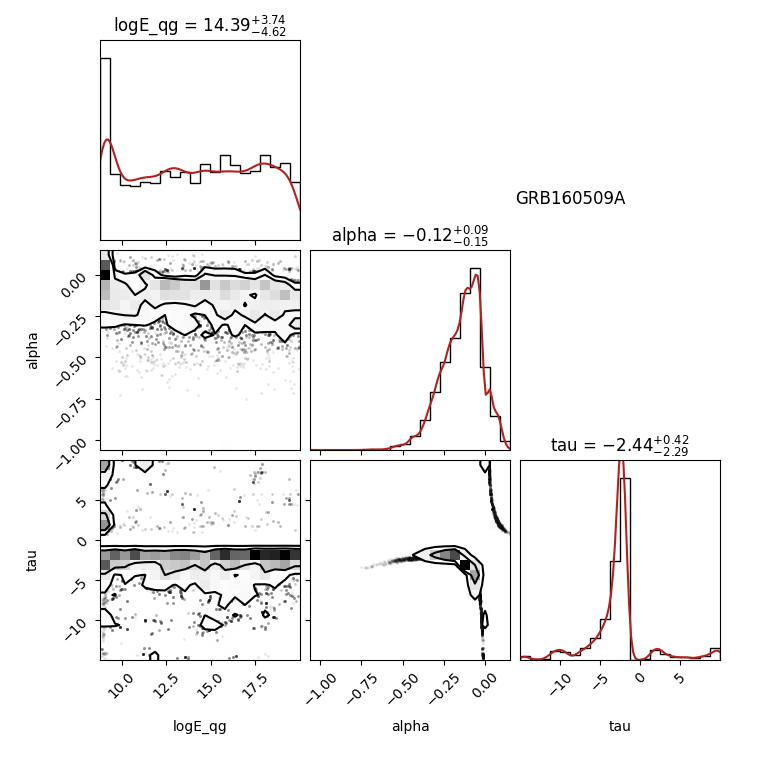 logE_qg = 14.39^{+3.74}_{−4.62}
GRB160509A
alpha = −0.12^{+0.09}_{−0.15}
0.00
−0.25
−0.50
−0.75
−1.00
alpha
tau = −2.44^{+0.42}_{−2.29}
5
0
−5
−10
tau
10.0 12.5 15.0 17.5
−1.00 −0.75 −0.50 −0.25 0.00
−10 −5 0 5
logE_qg alpha tau